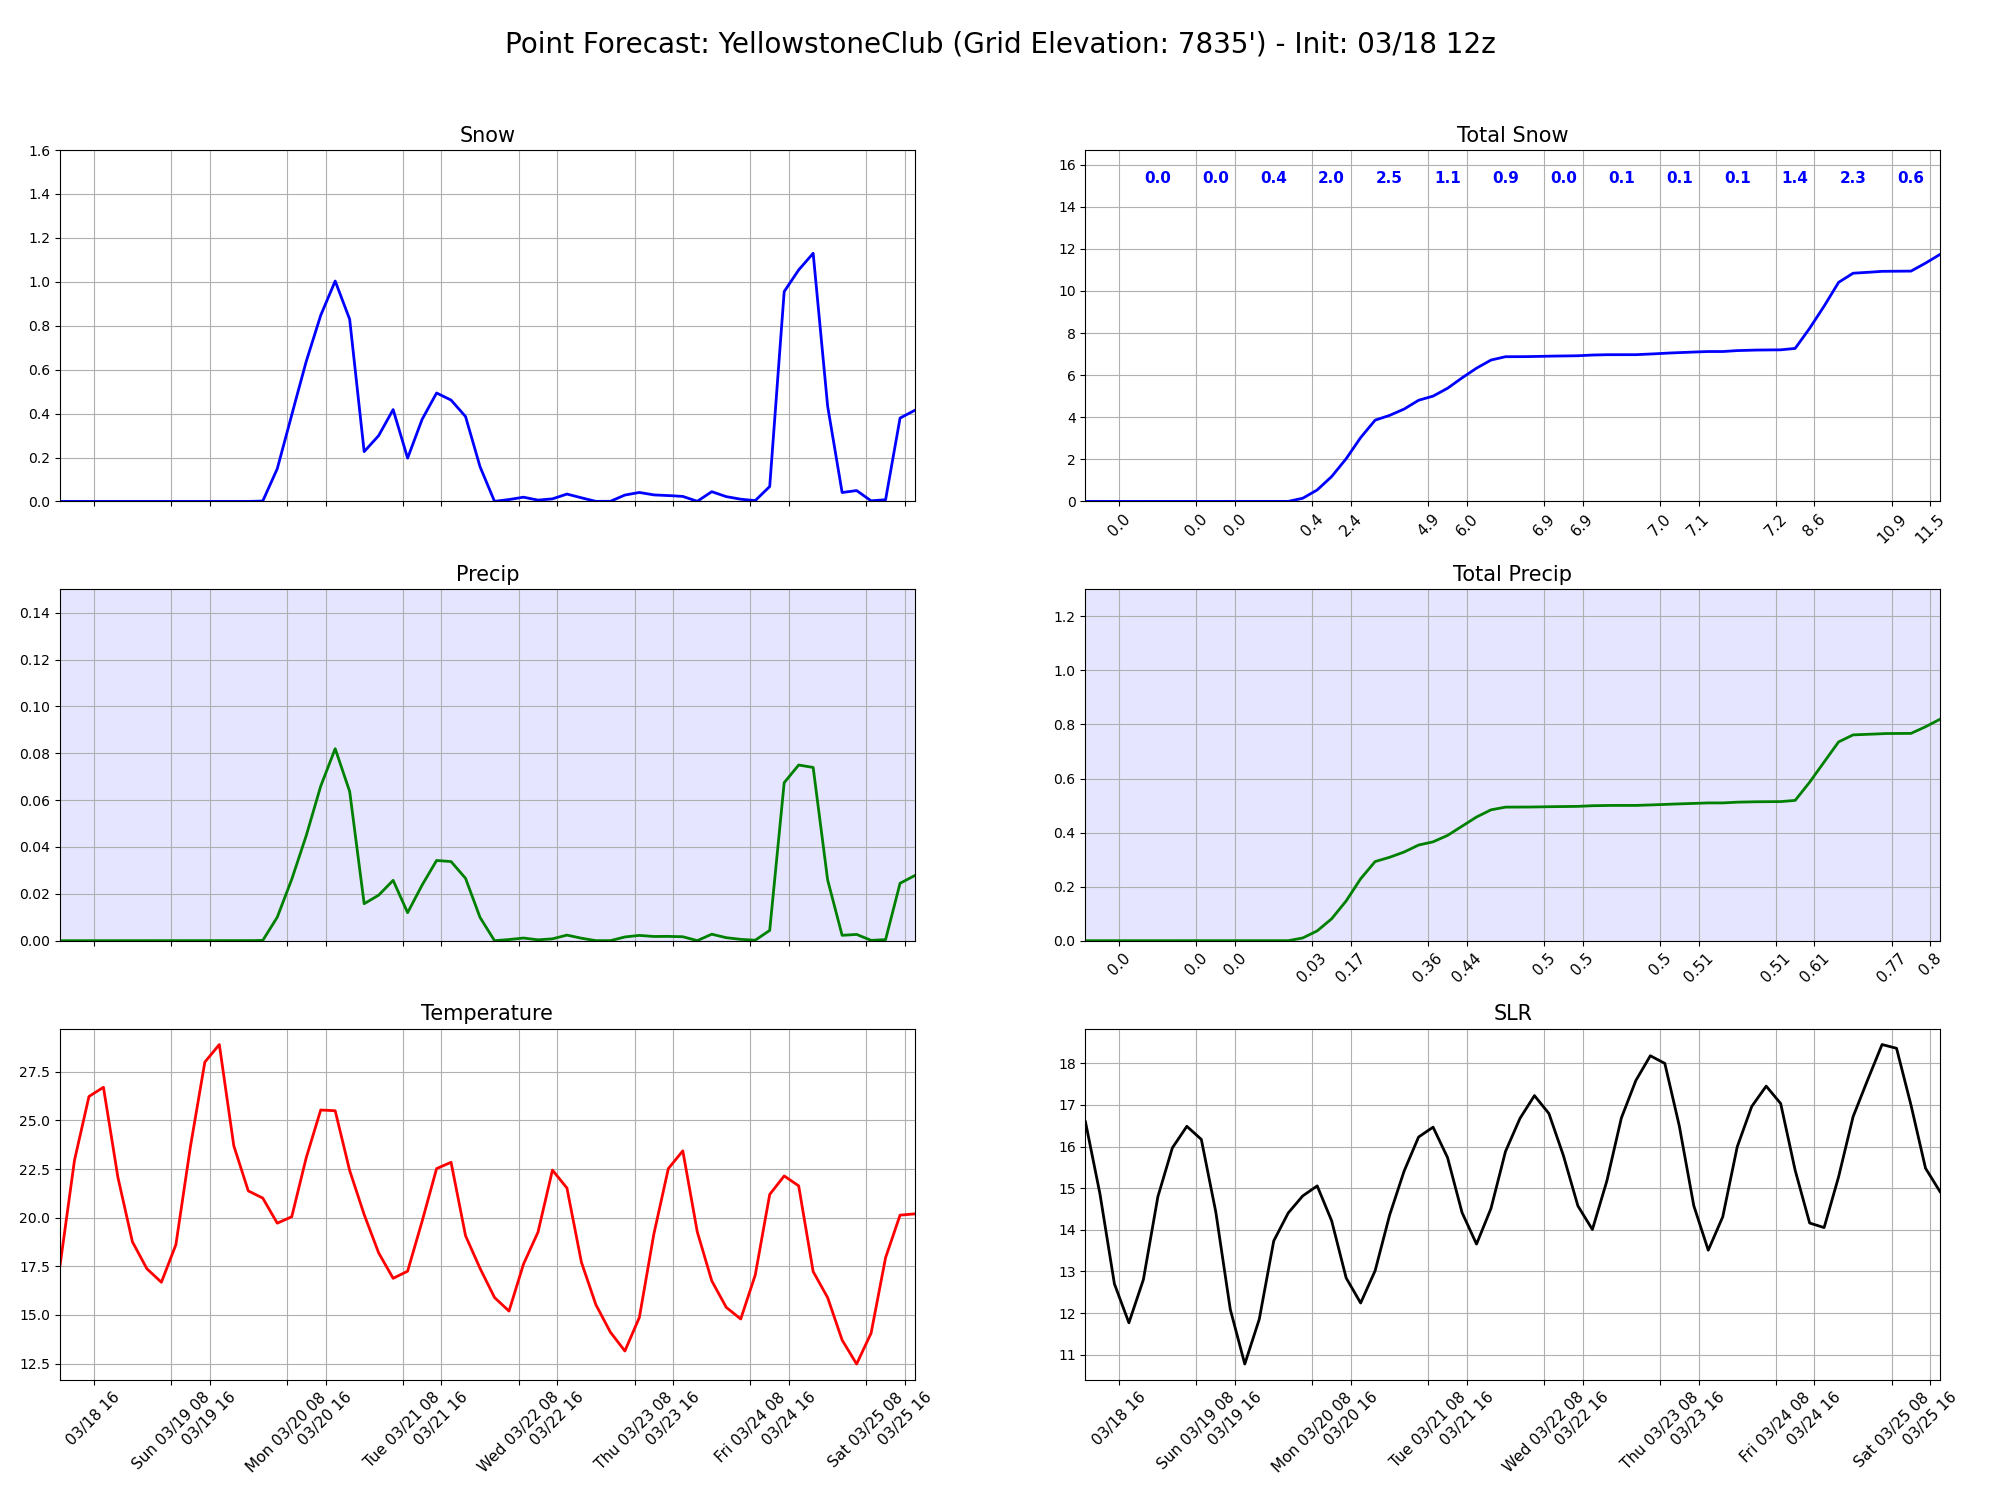 Point Forecast: YellowstoneClub (Grid Elevation: 7835') - Init: 03/18 12z
Snow
1.6
1.4
1.2
1.0
0.8
0.6
0.4
0.2
0.0
Total Snow
16
14
12
10
8
6
4
2
0
0.0 0.0 0.4 2.0 2.5 1.1 0.9 0.0 0.1 0.1 0.1 1.4 2.3 0.6
0.0 0.0 0.0 0.4 2.4 4.9 6.0 6.9 6.9 7.0 7.1 7.2 8.6 10.9 11.5
Precip
0.14
0.12
0.10
0.08
0.06
0.04
0.02
0.00
Total Precip
1.2
1.0
0.8
0.6
0.4
0.2
0.0
0.0 0.0 0.0 0.03 0.17 0.36 0.44 0.5 0.5 0.5 0.51 0.51 0.61 0.77 0.8
Temperature
27.5
25.0
22.5
20.0
17.5
15.0
12.5
03/18 16
Sun 03/19 08
03/19 16
Mon 03/20 08
03/20 16
Tue 03/21 08
03/21 16
Wed 03/22 08
03/22 16
Thu 03/23 08
03/23 16
Fri 03/24 08
03/24 16
Sat 03/25 08
03/25 16
SLR
18
17
16
15
14
13
12
11
03/18 16
Sun 03/19 08
03/19 16
Mon 03/20 08
03/20 16
Tue 03/21 08
03/21 16
Wed 03/22 08
03/22 16
Thu 03/23 08
03/23 16
Fri 03/24 08
03/24 16
Sat 03/25 08
03/25 16